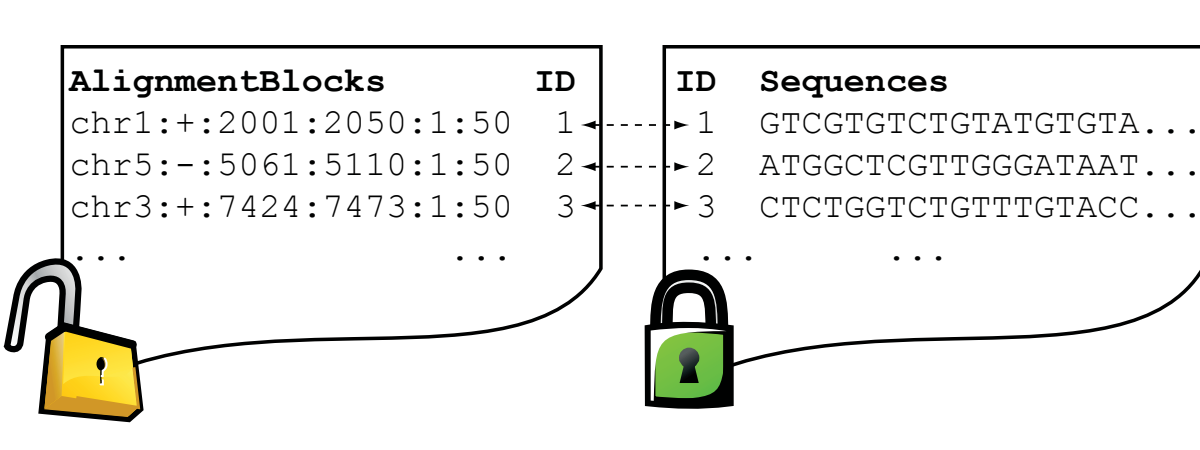 AlignmentBlocks ID ID Sequences
chr1:+:2001:2050:1:50 1 1 GTCGTGTCTGTATGTGTA...
chr5:-:5061:5110:1:50 2 2 ATGGCTCGTTGGGATAAT...
chr3:+:7424:7473:1:50 3 3 CTCTGGTCTGTTTGTACC...
... ... ... ...